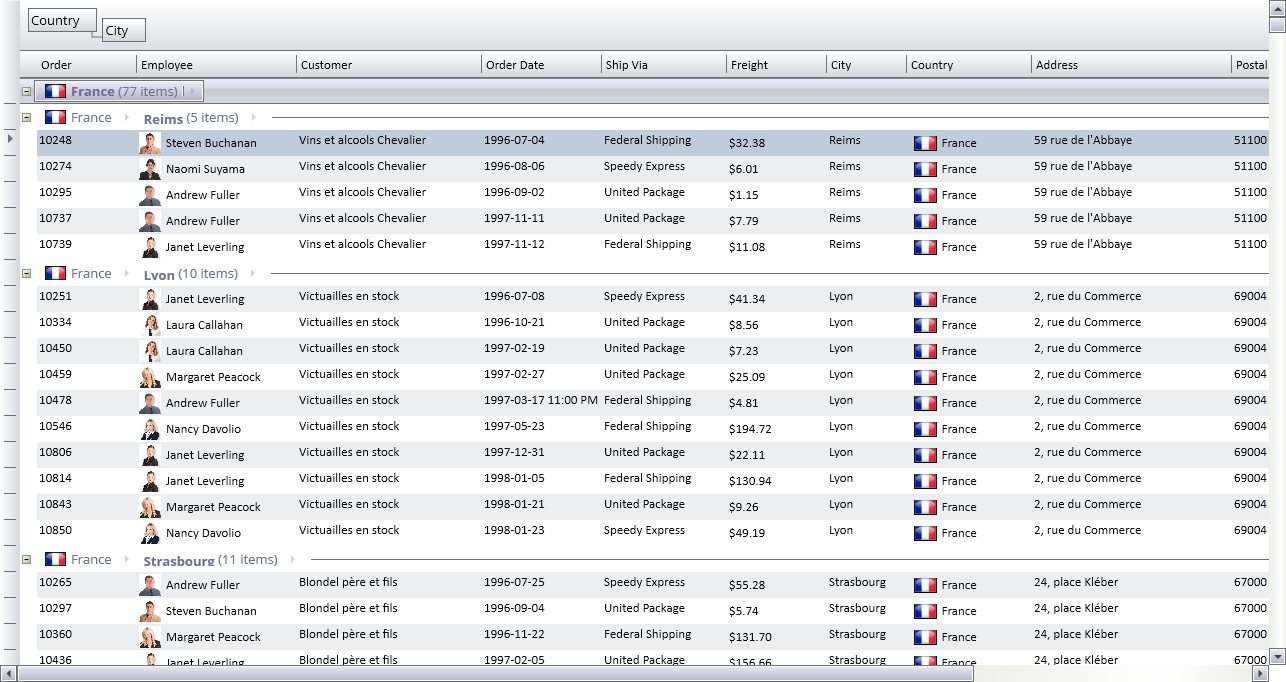 Country
City
Order Employee Customer Order Date Ship Via Freight City Country Address Postal
France (77 items)
France Reims (5 items)
10248 Steven Buchanan Vins et alcools Chevalier 1996-07-04 Federal Shipping $32.38 Reims France 59 rue de l'Abbaye 51100
10274 Naomi Suyama Vins et alcools Chevalier 1996-08-06 Speedy Express $6.01 Reims France 59 rue de l'Abbaye 51100
10295 Andrew Fuller Vins et alcools Chevalier 1996-09-02 United Package $1.15 Reims France 59 rue de l'Abbaye 51100
10737 Andrew Fuller Vins et alcools Chevalier 1997-11-11 United Package $7.79 Reims France 59 rue de l'Abbaye 51100
10739 Janet Leverling Vins et alcools Chevalier 1997-11-12 Federal Shipping $11.08 Reims France 59 rue de l'Abbaye 51100
France Lyon (10 items)
10251 Janet Leverling Victuailles en stock 1996-07-08 Speedy Express $41.34 Lyon France 2, rue du Commerce 69004
10334 Laura Callahan Victuailles en stock 1996-10-21 United Package $8.56 Lyon France 2, rue du Commerce 69004
10450 Laura Callahan Victuailles en stock 1997-02-19 United Package $7.23 Lyon France 2, rue du Commerce 69004
10459 Margaret Peacock Victuailles en stock 1997-02-27 United Package $25.09 Lyon France 2, rue du Commerce 69004
10478 Andrew Fuller Victuailles en stock 1997-03-17 11:00 PM Federal Shipping $4.81 Lyon France 2, rue du Commerce 69004
10546 Nancy Davolio Victuailles en stock 1997-05-23 Federal Shipping $194.72 Lyon France 2, rue du Commerce 69004
10806 Janet Leverling Victuailles en stock 1997-12-31 United Package $22.11 Lyon France 2, rue du Commerce 69004
10814 Janet Leverling Victuailles en stock 1998-01-05 Federal Shipping $130.94 Lyon France 2, rue du Commerce 69004
10843 Margaret Peacock Victuailles en stock 1998-01-21 United Package $9.26 Lyon France 2, rue du Commerce 69004
10850 Nancy Davolio Victuailles en stock 1998-01-23 Speedy Express $49.19 Lyon France 2, rue du Commerce 69004
France Strasbourg (11 items)
10265 Andrew Fuller Blondel père et fils 1996-07-25 Speedy Express $55.28 Strasbourg France 24, place Kléber 67000
10297 Steven Buchanan Blondel père et fils 1996-09-04 United Package $5.74 Strasbourg France 24, place Kléber 67000
10360 Margaret Peacock Blondel père et fils 1996-11-22 Federal Shipping $131.70 Strasbourg France 24, place Kléber 67000
10436 Janet Leverling Blondel père et fils 1997-02-05 United Package $156.66 Strasbourg France 24, place Kléber 67000